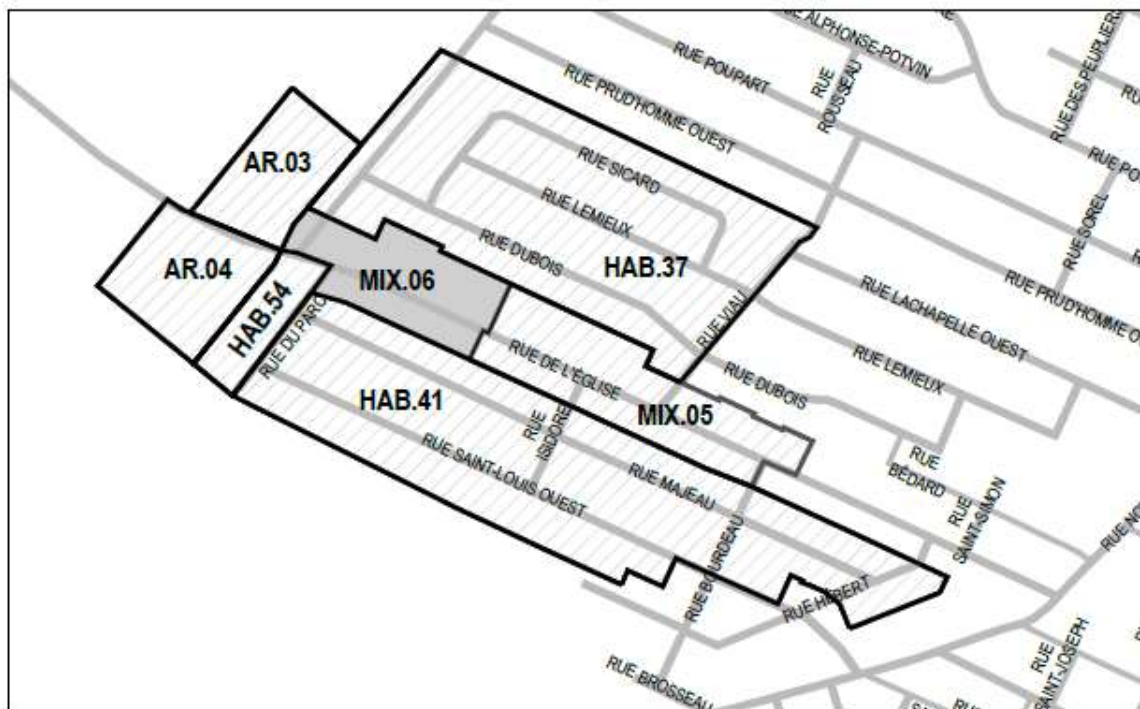 RUE ALPHONSE-POTVIN
RUE POUPART
RUE
ROUSSEAU
RUE DES PEUPLIERS
RUE PRUD'HOMME OUEST
AR.03
RUE SICARD
RUE LEMIEUX
RUE SOREL
AR.04
MIX.06
RUE DUBOIS
HAB.37
HAB.54
RUE DU PARC
RUE VIAU
RUE LACHAPELLE OUEST
RUE PRUD'HOMME
RUE DE L'ÉGLISE
RUE DUBOIS
RUE LEMIEUX
HAB.41
RUE
ISIDORE
MIX.05
RUE SAINT-LOUIS OUEST
RUE MAJEAU
RUE
BÉDARD
RUE
SAINT-SIMON
RUE BOURDEAU
RUE HÉBERT
RUE BROSSEAU
RUE
SAINT-JOSEPH